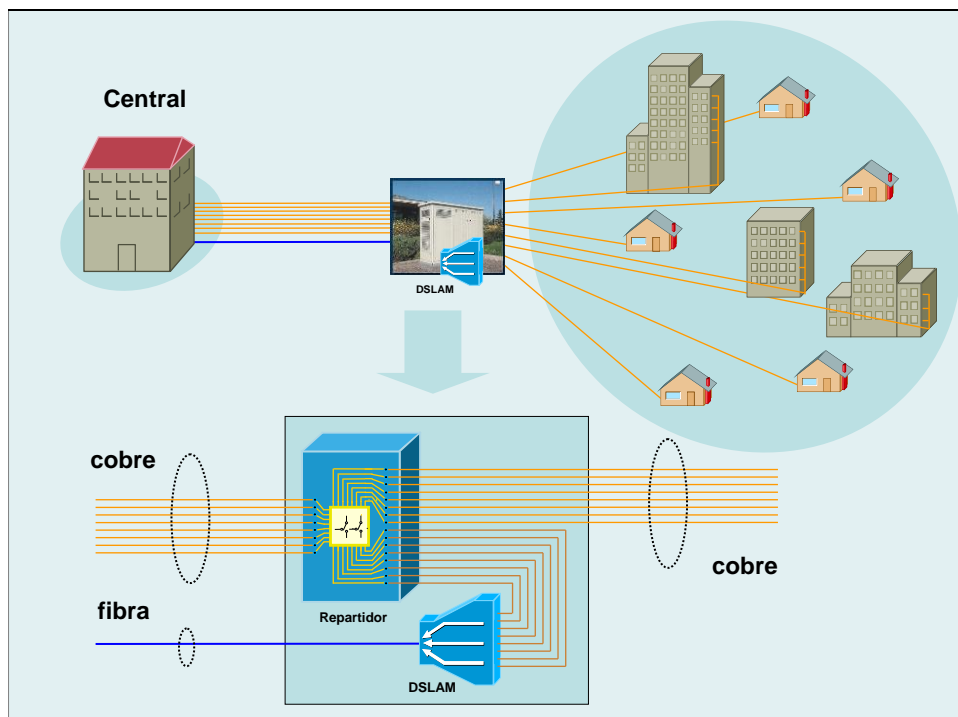 Central
DSLAM
cobre
cobre
fibra
Repartidor
DSLAM